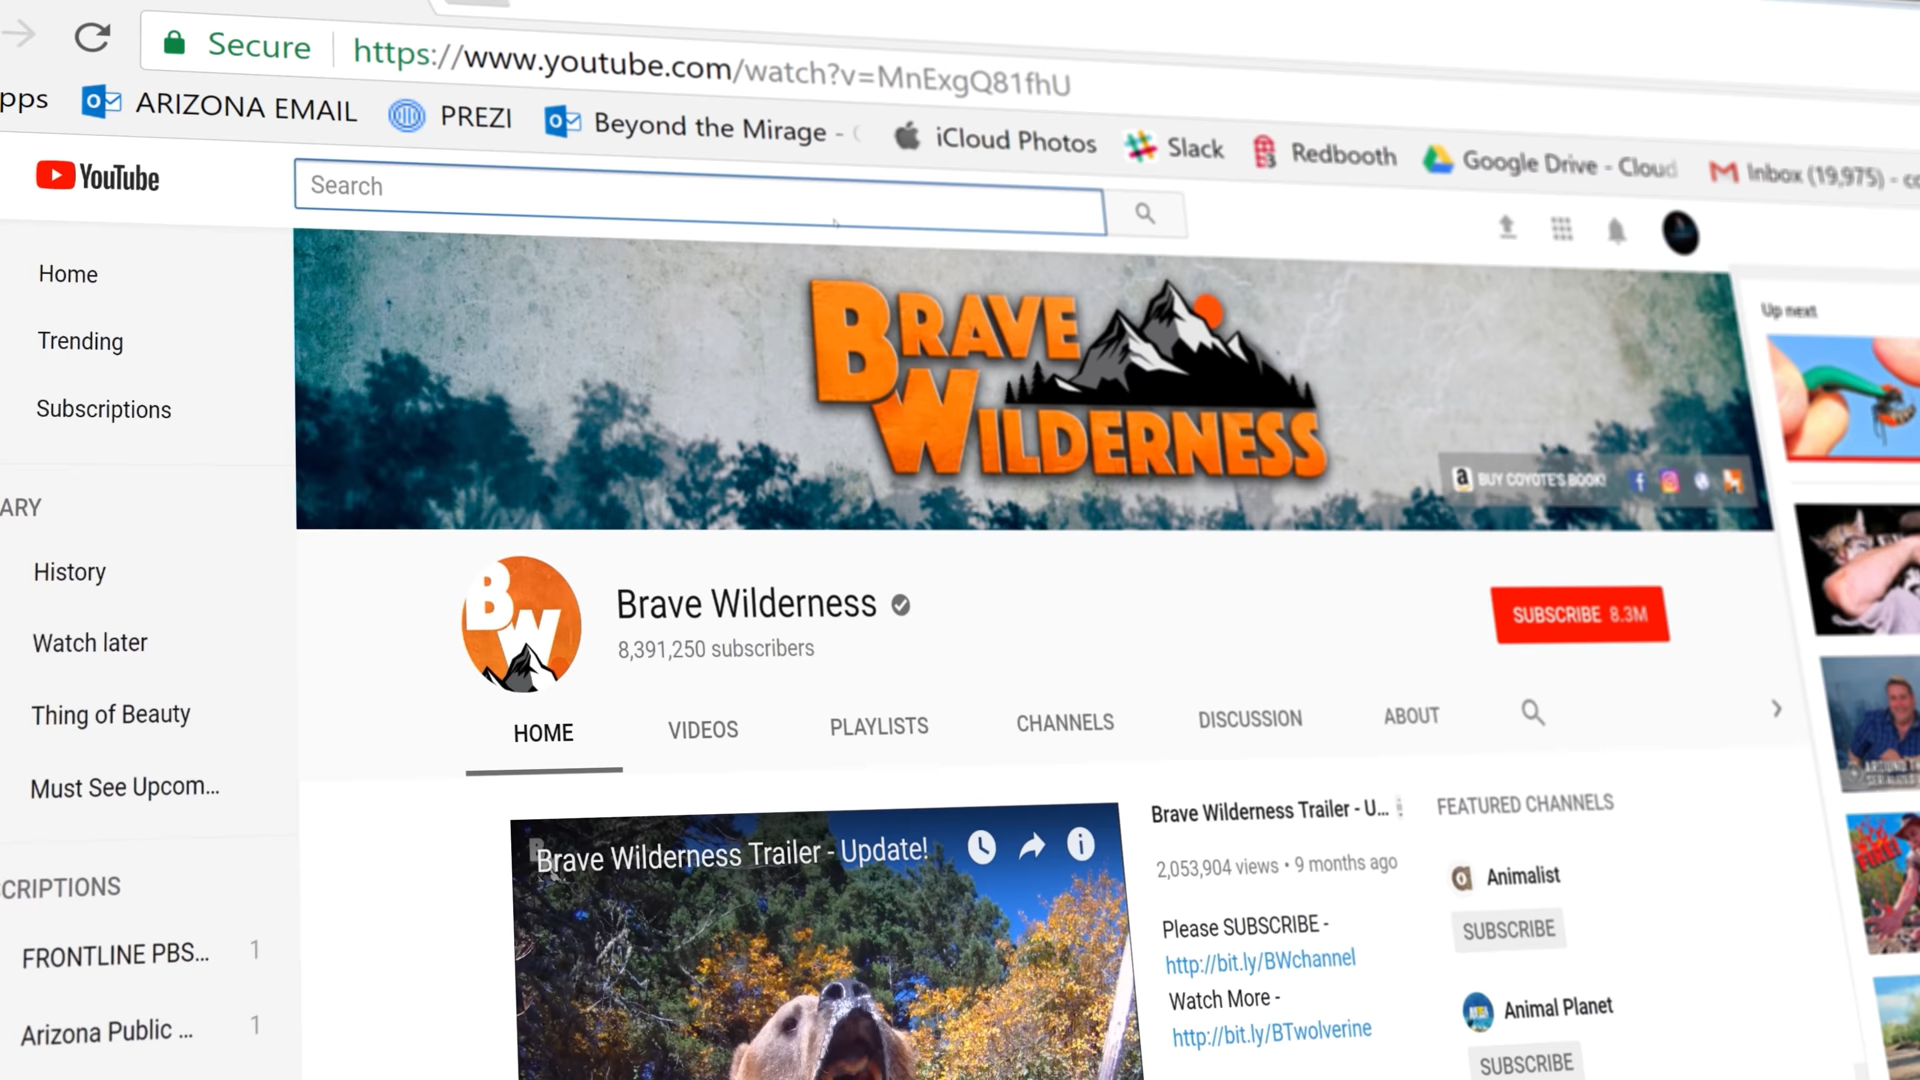 Secure https://www.youtube.com/watch?v=MnExgQ81fhU
pps ARIZONA EMAIL PREZI Beyond the Mirage - iCloud Photos Slack Redbooth Google Drive - Cloud Inbox (19,975) - co
YouTube
Search
Home
Trending
Subscriptions
ARY
History
Watch later
Thing of Beauty
Must See Upcom...
CRIPTIONS
FRONTLINE PBS... 1
Arizona Public ... 1
BRAVE
WILDERNESS
BUY COYOTE'S BOOK!
BW
Brave Wilderness
8,391,250 subscribers
SUBSCRIBE 8.3M
HOME VIDEOS PLAYLISTS CHANNELS DISCUSSION ABOUT
Brave Wilderness Trailer - Update!
Brave Wilderness Trailer - U...
2,053,904 views • 9 months ago
Please SUBSCRIBE -
http://bit.ly/BWchannel
Watch More -
http://bit.ly/BTwolverine
FEATURED CHANNELS
Animalist
SUBSCRIBE
Animal Planet
SUBSCRIBE
Up next
FIRE!